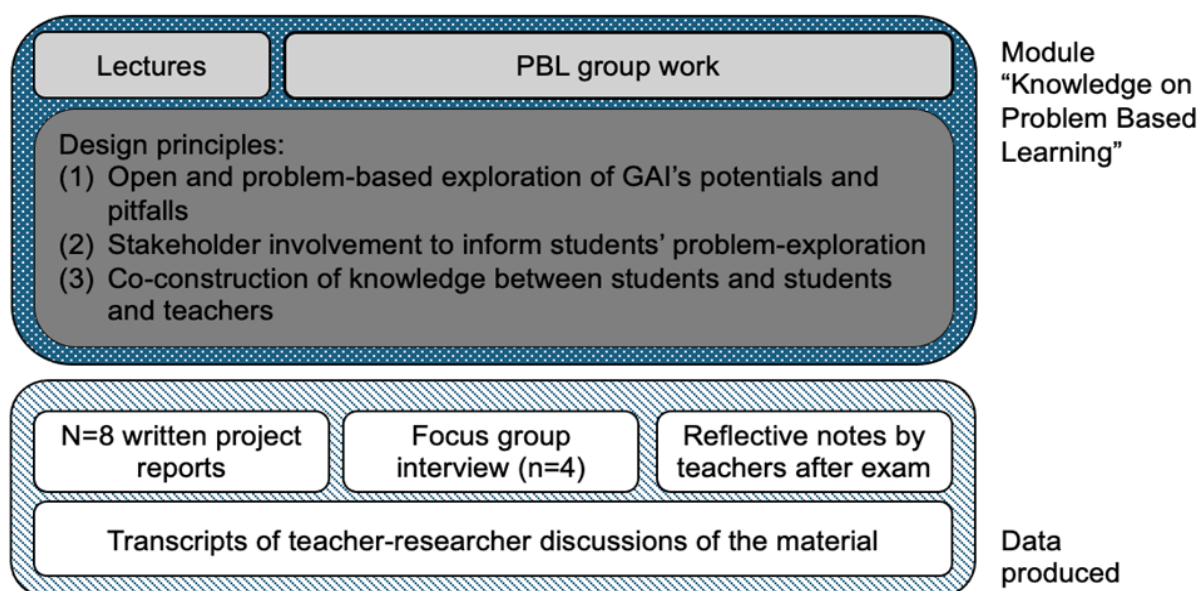 Lectures
PBL group work
Module
“Knowledge on
Problem Based
Learning”
Design principles:
(1) Open and problem-based exploration of GAI’s potentials and
pitfalls
(2) Stakeholder involvement to inform students’ problem-exploration
(3) Co-construction of knowledge between students and students
and teachers
N=8 written project
reports
Focus group
interview (n=4)
Reflective notes by
teachers after exam
Transcripts of teacher-researcher discussions of the material
Data
produced